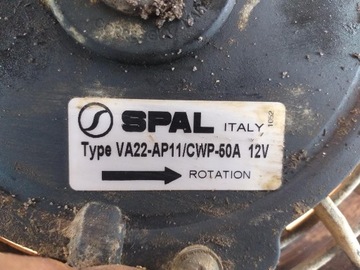 SPAL ITALY
Type VA22-AP11/CWP-60A 12V
ROTATION